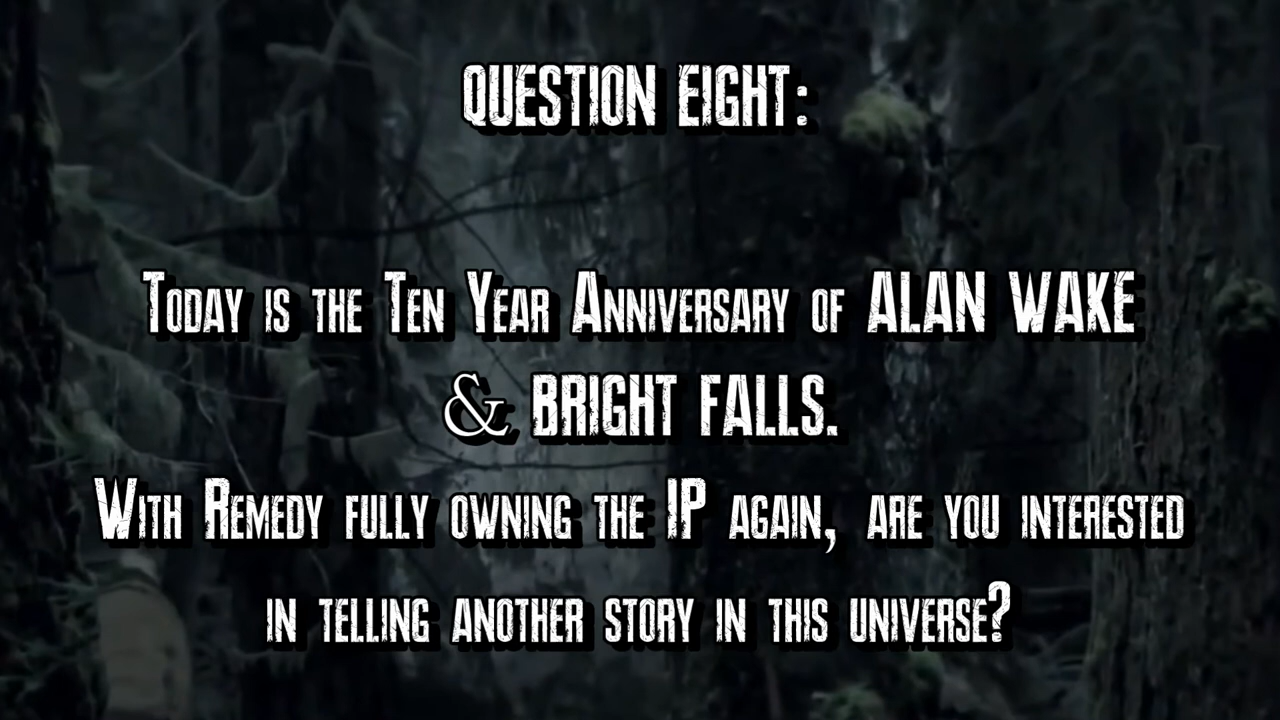 QUESTION EIGHT:
Today is the Ten Year Anniversary of ALAN WAKE
& BRIGHT FALLS.
With Remedy fully owning the IP again, are you interested
in telling another story in this universe?